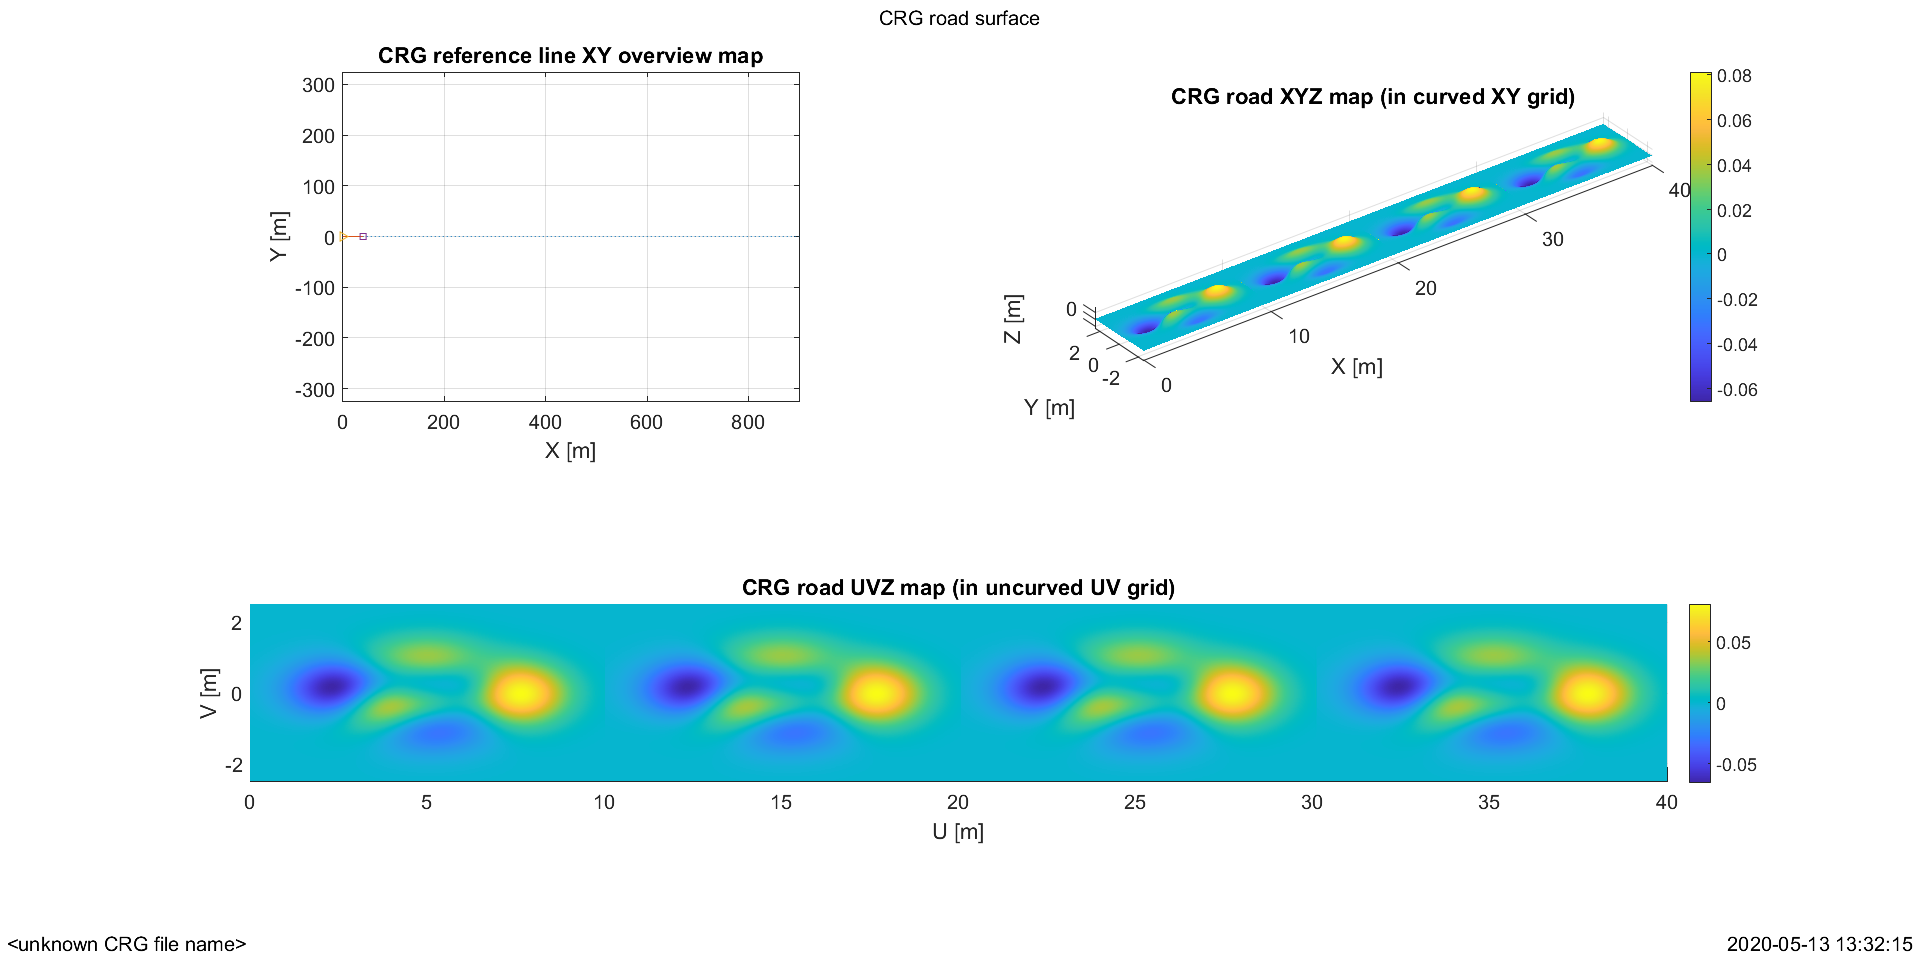 CRG road surface
CRG reference line XY overview map
300
200
100
0
-100
-200
-300
Y [m]
0 200 400 600 800
X [m]
CRG road XYZ map (in curved XY grid)
Z [m]
0
2
0
-2
Y [m]
0
10
20
30
40
X [m]
0.08
0.06
0.04
0.02
0
-0.02
-0.04
-0.06
CRG road UVZ map (in uncurved UV grid)
2
0
-2
V [m]
0 5 10 15 20 25 30 35 40
U [m]
0.05
0
-0.05
<unknown CRG file name>
2020-05-13 13:32:15